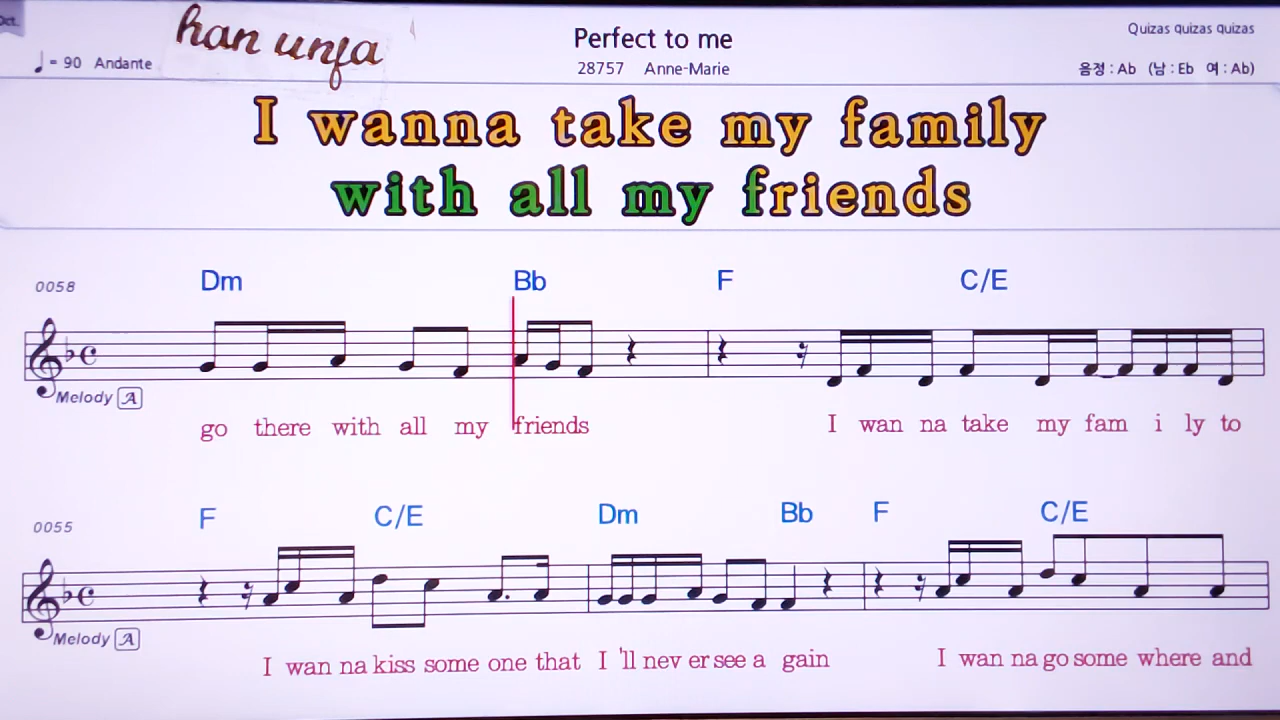 Oct.
han unfa
♩= 90 Andante
Perfect to me
28757 Anne-Marie
Quizas quizas quizas
음정 : Ab (남 : Eb 여 : Ab)
I wanna take my family
with all my friends
0058 Dm Bb F C/E
Melody A
go there with all my friends I wan na take my fam i ly to
0055 F C/E Dm Bb F C/E
Melody A
I wan na kiss some one that I 'll nev er see a gain I wan na go some where and